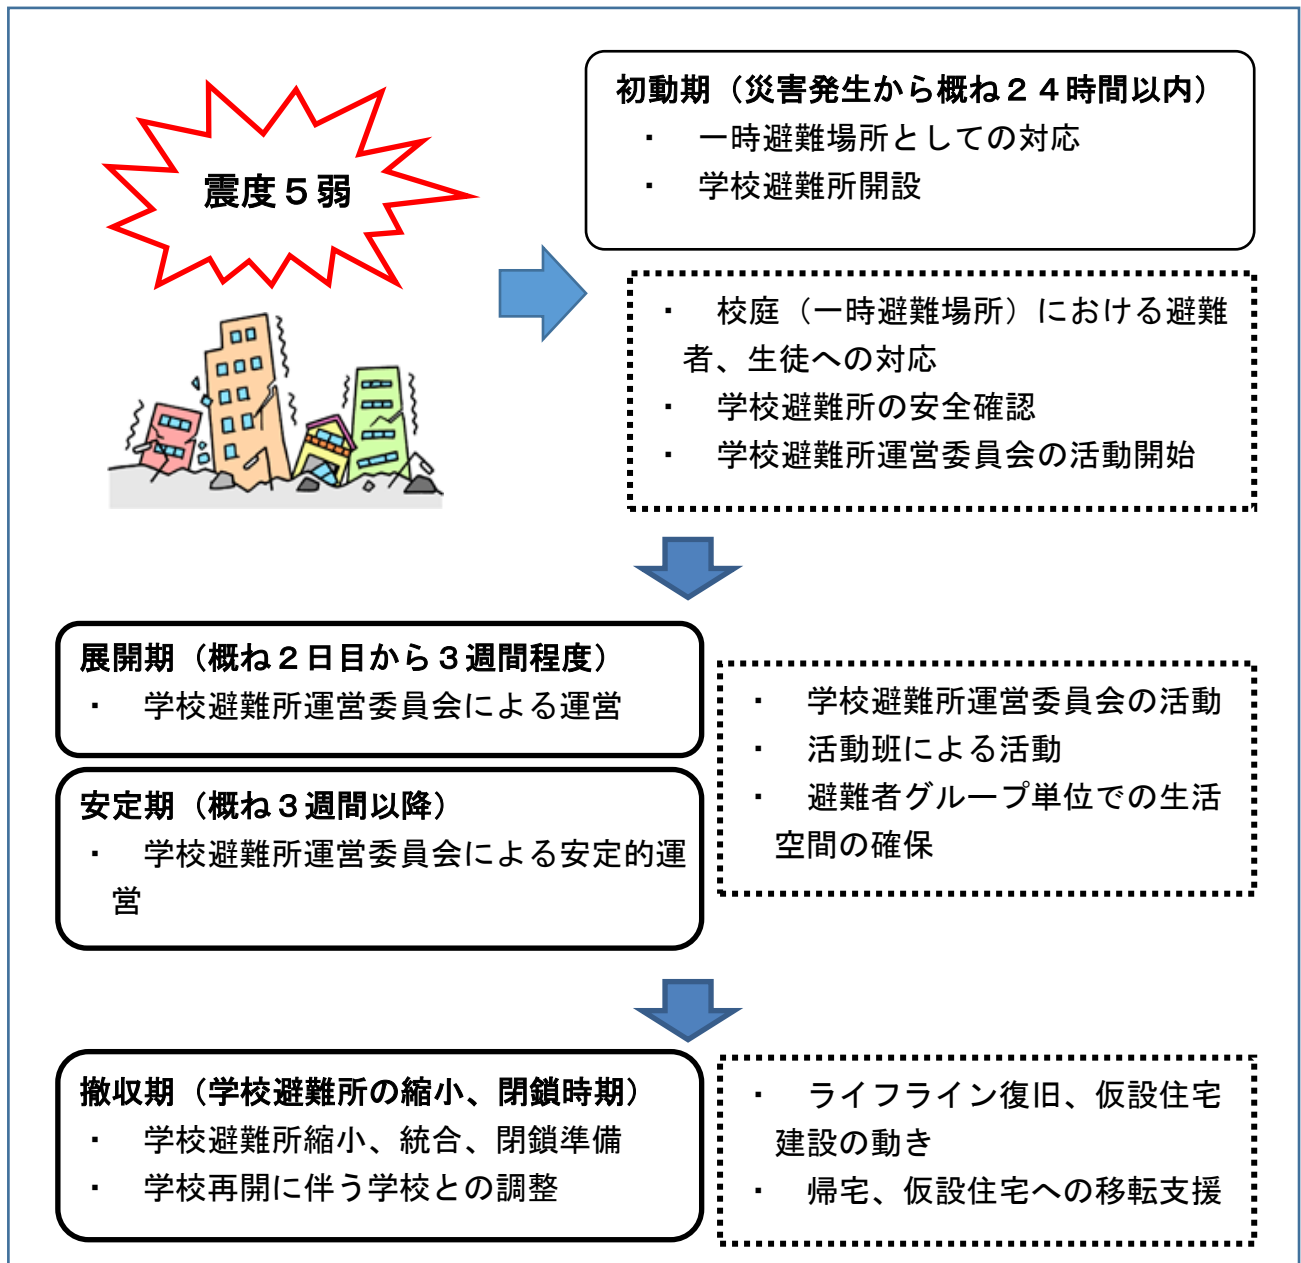 震度５弱
初動期（災害発生から概ね２４時間以内）
・　一時避難場所としての対応
・　学校避難所開設
・　校庭（一時避難場所）における避難
者、生徒への対応
・　学校避難所の安全確認
・　学校避難所運営委員会の活動開始
展開期（概ね２日目から３週間程度）
・　学校避難所運営委員会による運営
安定期（概ね３週間以降）
・　学校避難所運営委員会による安定的運
営
・　学校避難所運営委員会の活動
・　活動班による活動
・　避難者グループ単位での生活
空間の確保
撤収期（学校避難所の縮小、閉鎖時期）
・　学校避難所縮小、統合、閉鎖準備
・　学校再開に伴う学校との調整
・　ライフライン復旧、仮設住宅
建設の動き
・　帰宅、仮設住宅への移転支援